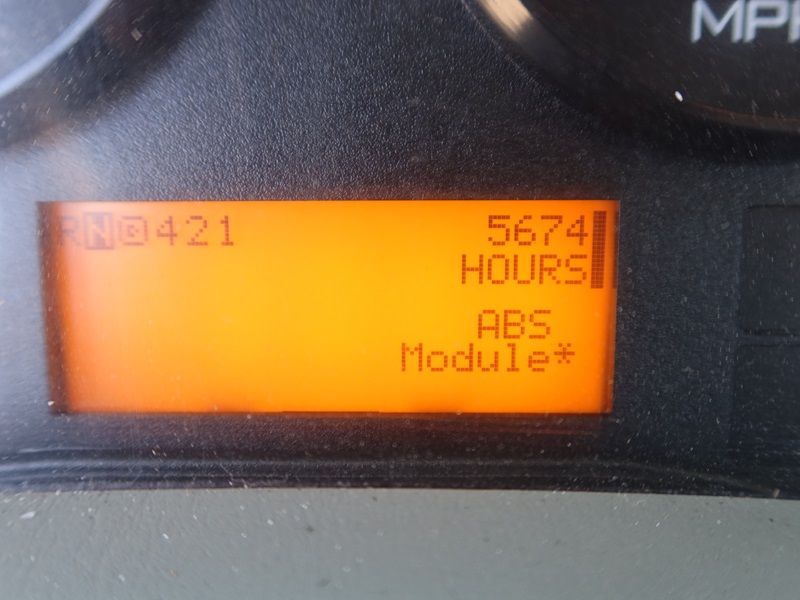 MPH
RND421 5674
HOURS
ABS
Module*